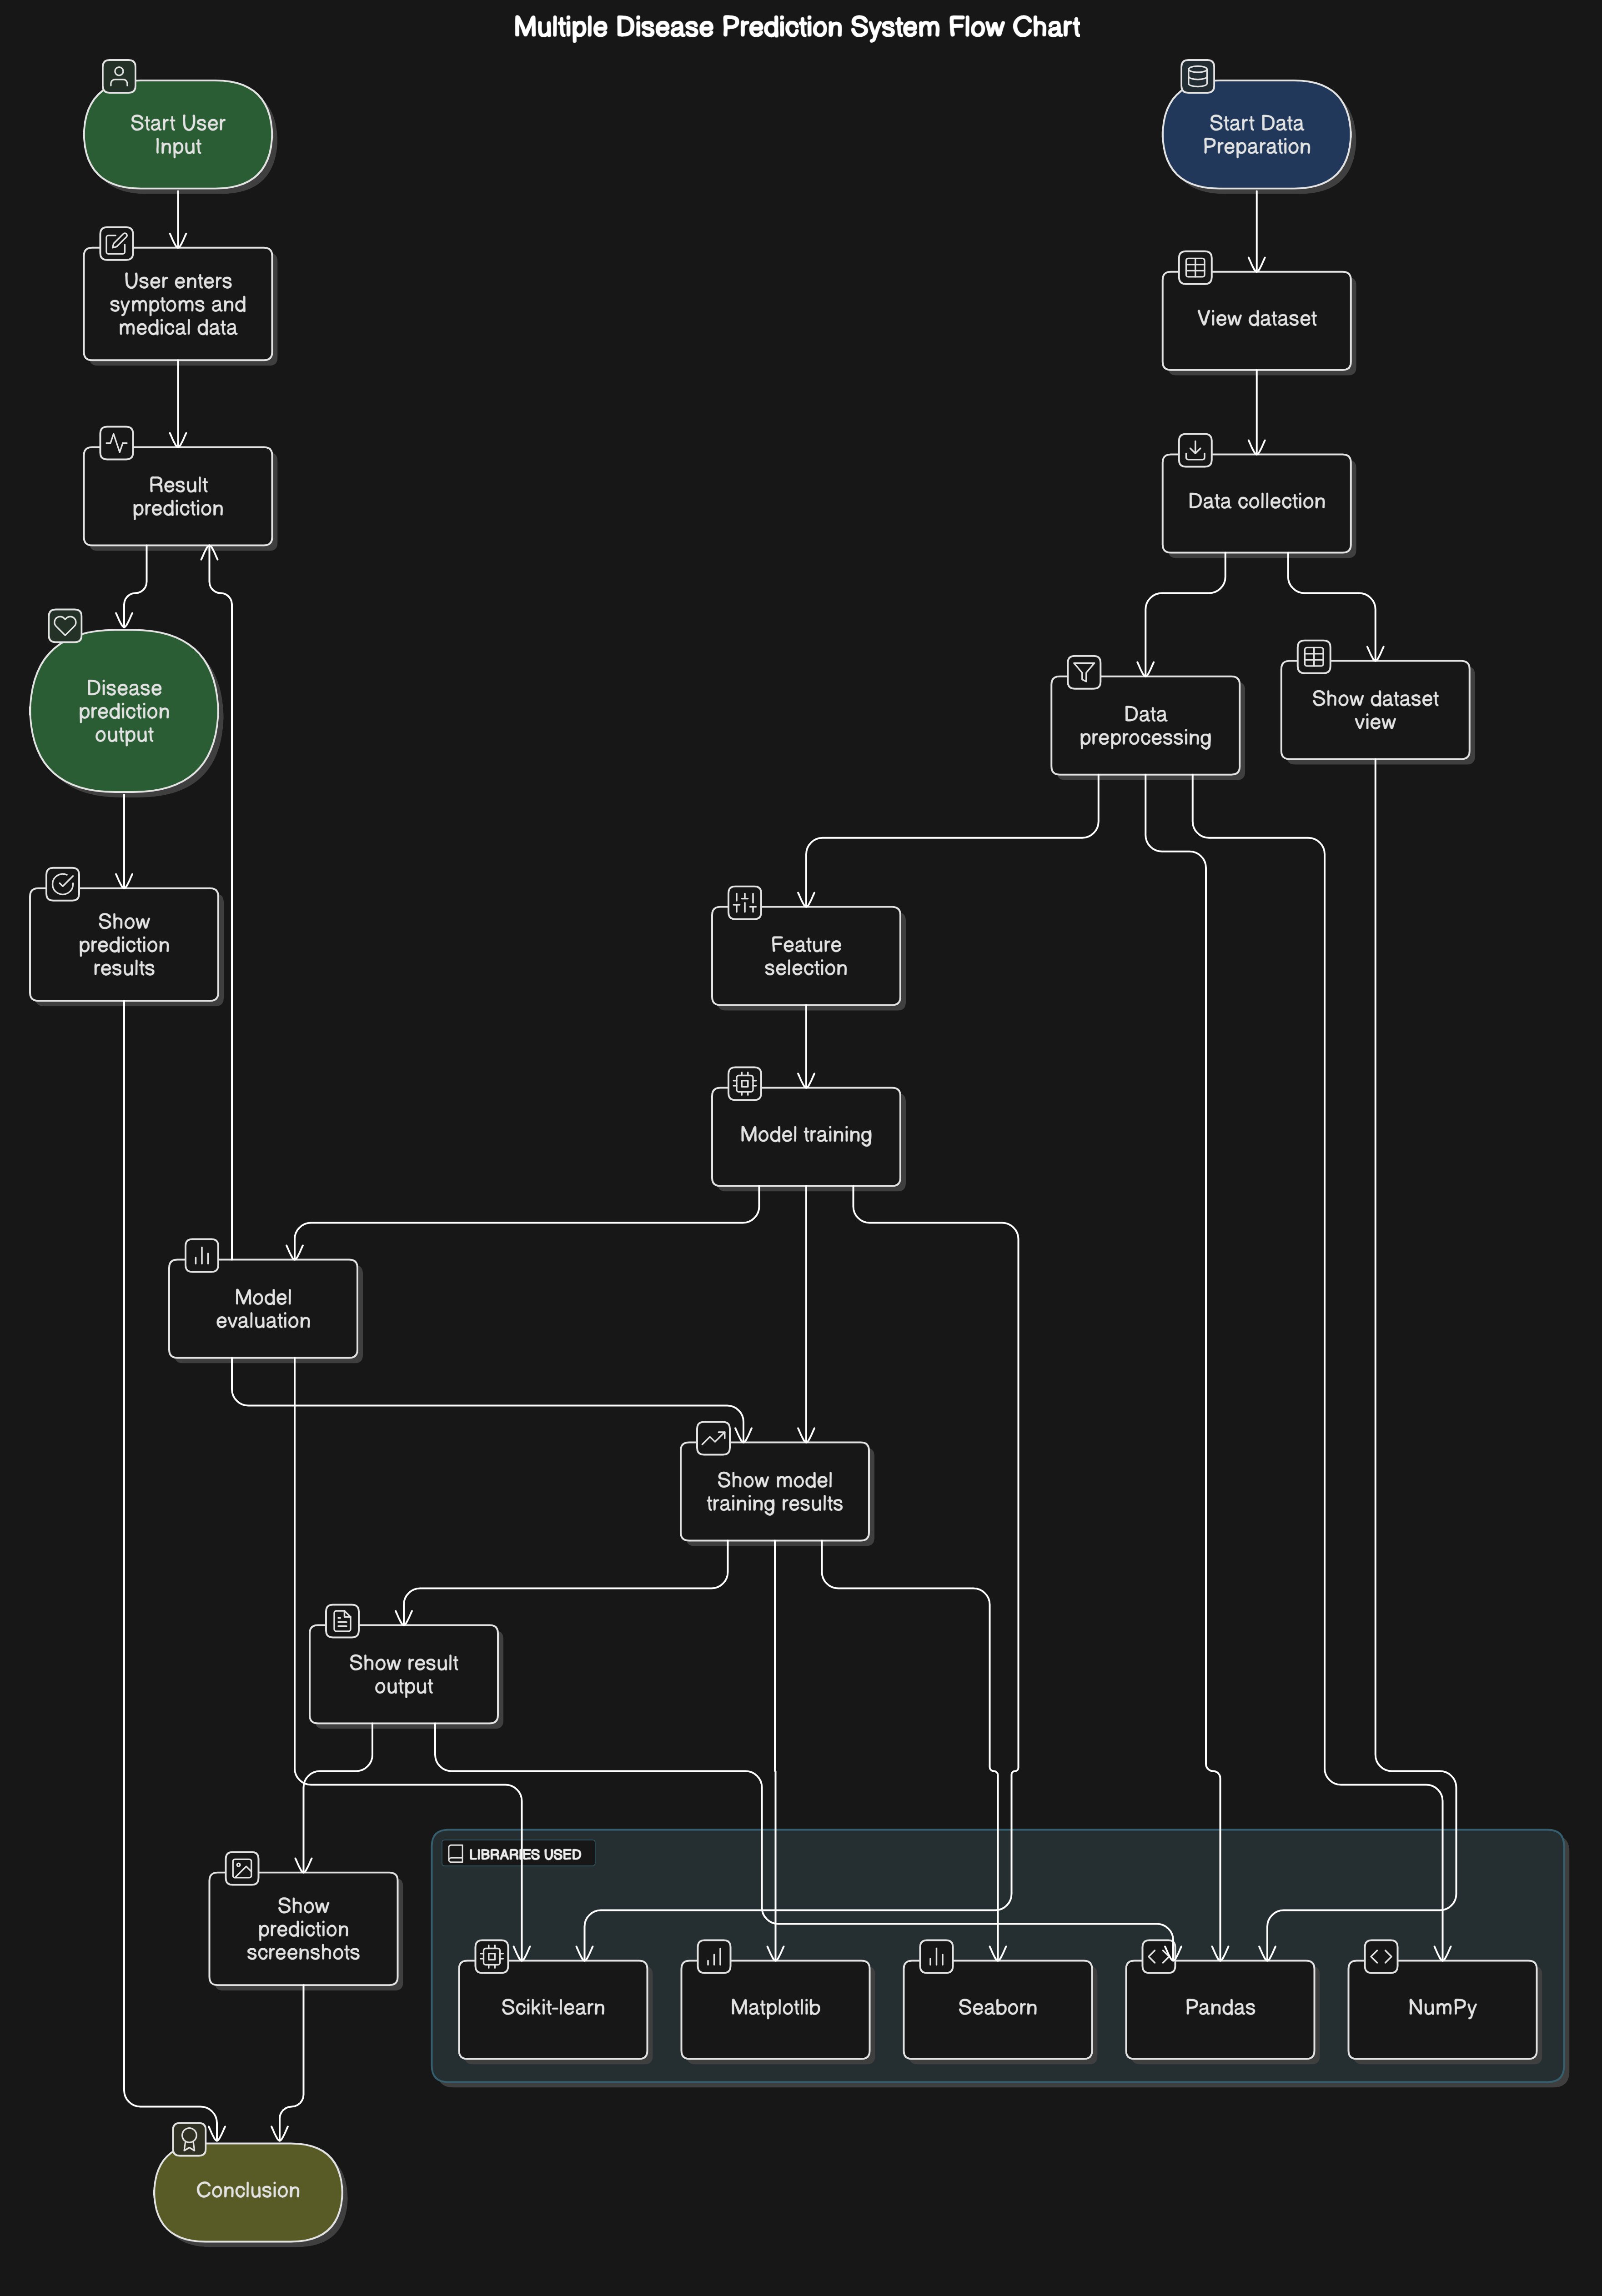 Multiple Disease Prediction System Flow Chart
Start User
Input
Start Data
Preparation
User enters
symptoms and
medical data
View dataset
Result
prediction
Data collection
Disease
prediction
output
Data
preprocessing
Show dataset
view
Show
prediction
results
Feature
selection
Model training
Model
evaluation
Show model
training results
Show result
output
LIBRARIES USED
Show
prediction
screenshots
Scikit-learn
Matplotlib
Seaborn
Pandas
NumPy
Conclusion